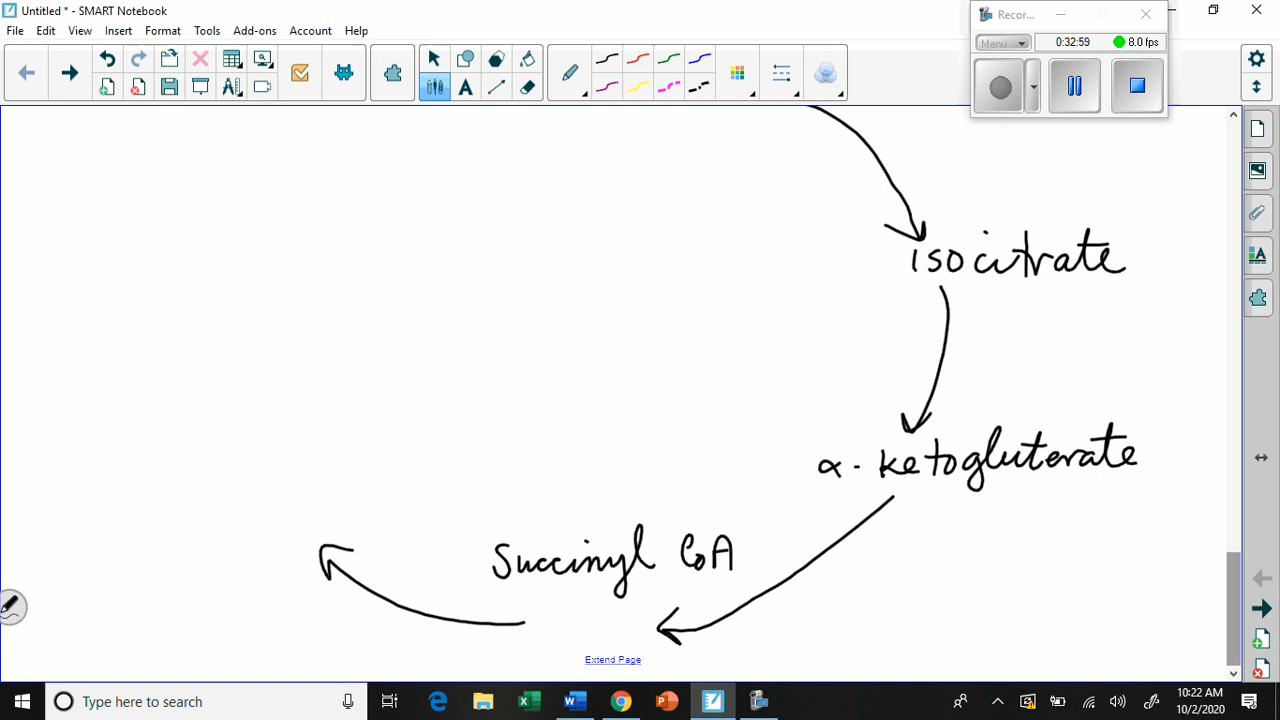 Untitled * - SMART Notebook
Recor...
File Edit View Insert Format Tools Add-ons Account Help
Menu 0:32:59 8.0 fps
isocitrate
α-ketogluterate
Succinyl CoA
Extend Page
Type here to search
10:22 AM
10/2/2020